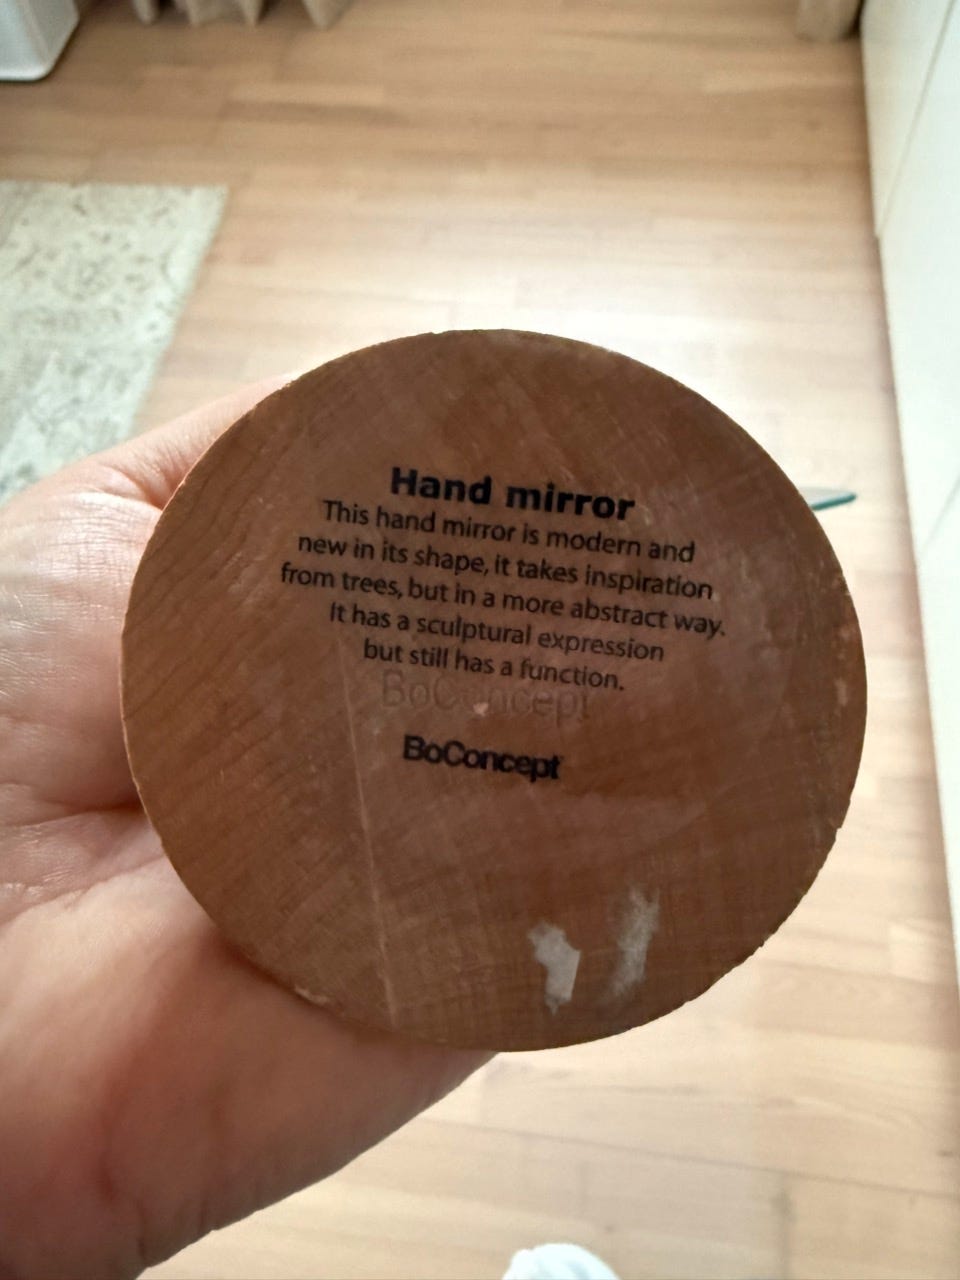 Hand mirror
This hand mirror is modern and
new in its shape, it takes inspiration
from trees, but in a more abstract way.
It has a sculptural expression
but still has a function.
BoConcept
BoConcept